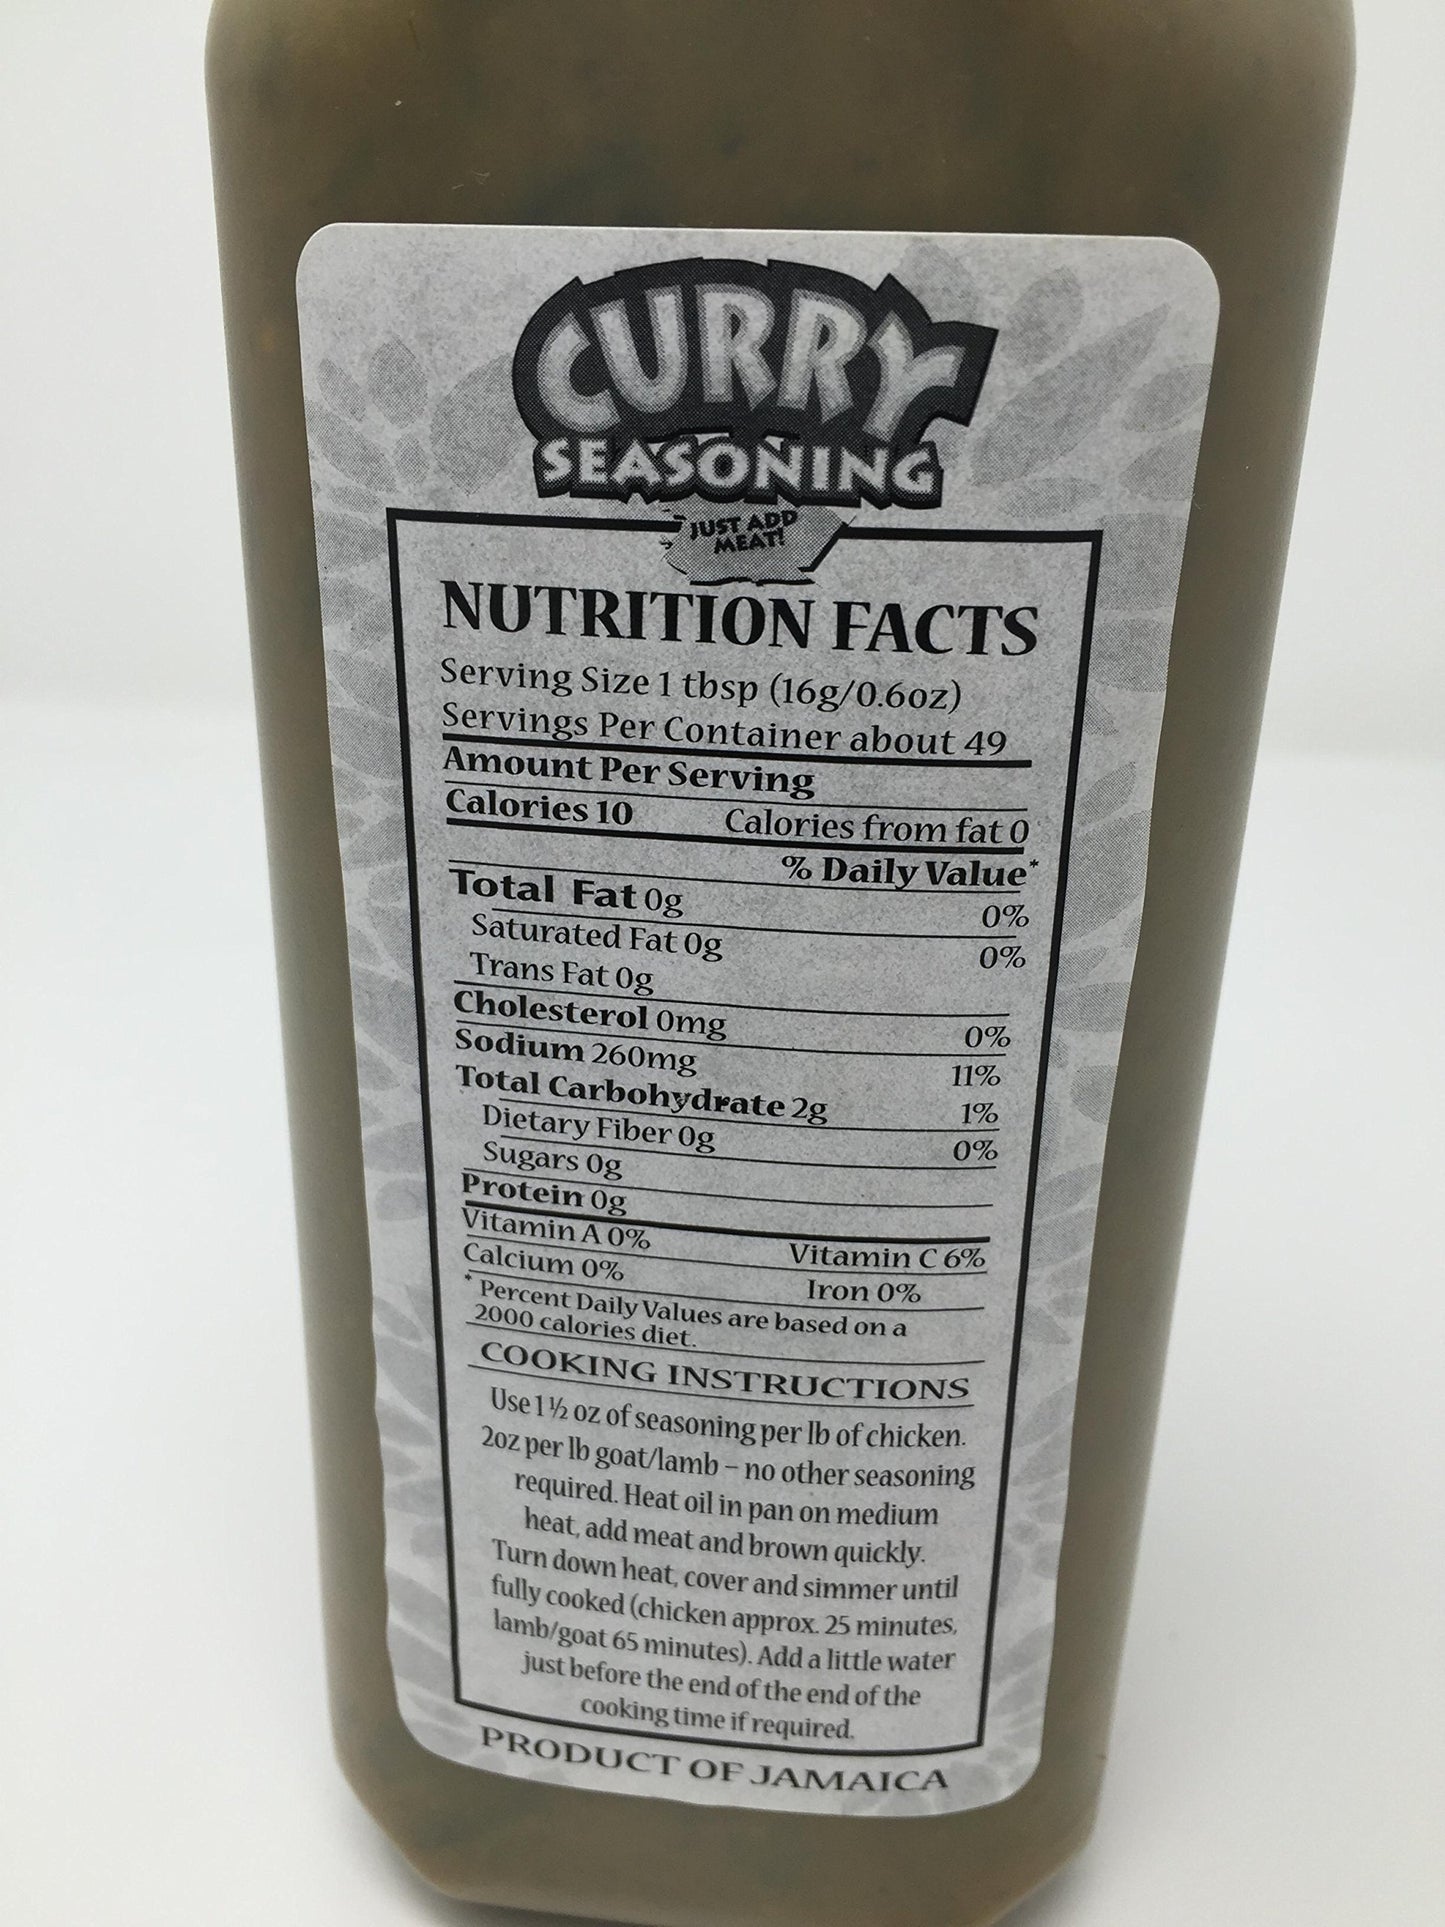 CURRY
SEASONING
JUST ADD
MEAT!
NUTRITION FACTS
Serving Size 1 tbsp (16g/0.6oz)
Servings Per Container about 49
Amount Per Serving
Calories 10 Calories from fat 0
% Daily Value*
Total Fat 0g 0%
Saturated Fat 0g 0%
Trans Fat 0g
Cholesterol 0mg 0%
Sodium 260mg 11%
Total Carbohydrate 2g 1%
Dietary Fiber 0g 0%
Sugars 0g
Protein 0g
Vitamin A 0% Vitamin C 6%
Calcium 0% Iron 0%
* Percent Daily Values are based on a
2000 calories diet.
COOKING INSTRUCTIONS
Use 1 ½ oz of seasoning per lb of chicken.
2oz per lb goat/lamb – no other seasoning
required. Heat oil in pan on medium
heat, add meat and brown quickly.
Turn down heat, cover and simmer until
fully cooked (chicken approx. 25 minutes,
lamb/goat 65 minutes). Add a little water
just before the end of the end of the
cooking time if required.
PRODUCT OF JAMAICA